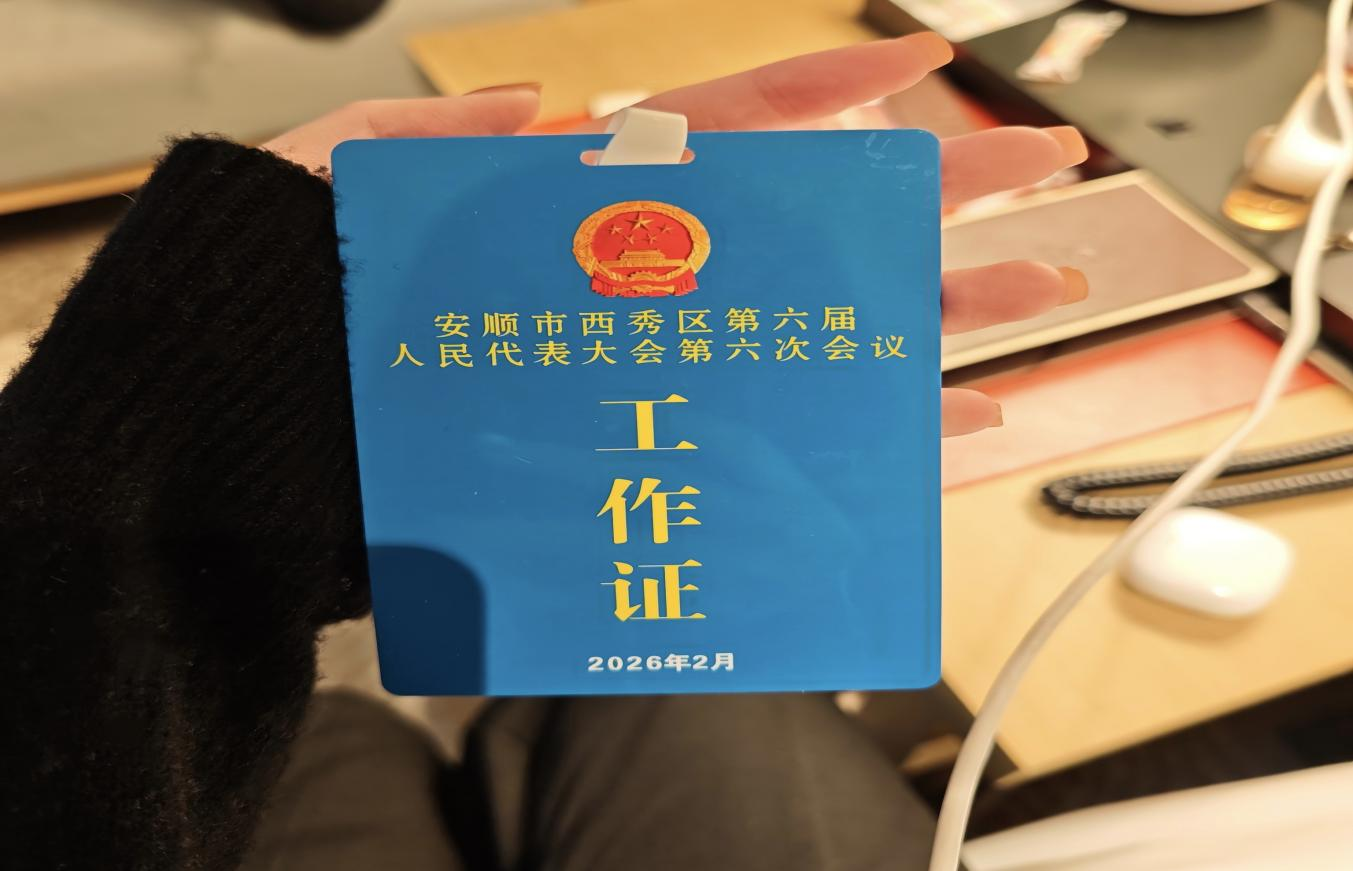 安顺市西秀区第六届
人民代表大会第六次会议
工
作
证
2026年2月